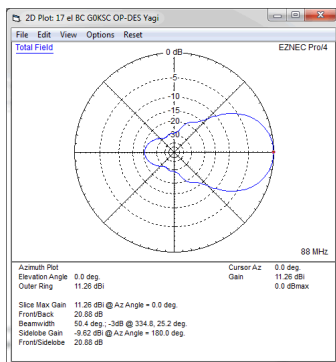 2D Plot: 17 el BC G0KSC OP-DES Yagi
File Edit View Options Reset
Total Field
EZNEC Pro/4
0 dB
-5
-10
-15
-20
-30
88 MHz
Azimuth Plot
Elevation Angle 0.0 deg.
Outer Ring 11.26 dBi
Cursor Az 0.0 deg.
Gain 11.26 dBi
0.0 dBmax
Slice Max Gain 11.26 dBi @ Az Angle = 0.0 deg.
Front/Back 20.88 dB
Beamwidth 50.4 deg.; -3dB @ 334.8, 25.2 deg.
Sidelobe Gain -9.62 dBi @ Az Angle = 180.0 deg.
Front/Sidelobe 20.88 dB